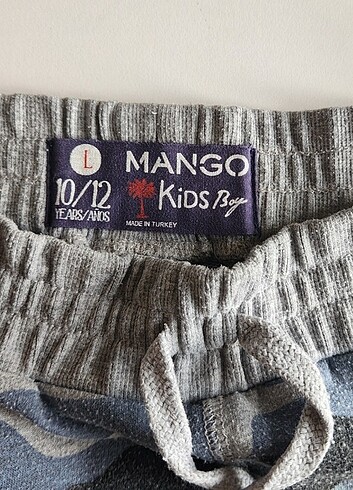 L MANGO
10/12 KiDS Boy
YEARS/AÑOS MADE IN TURKEY